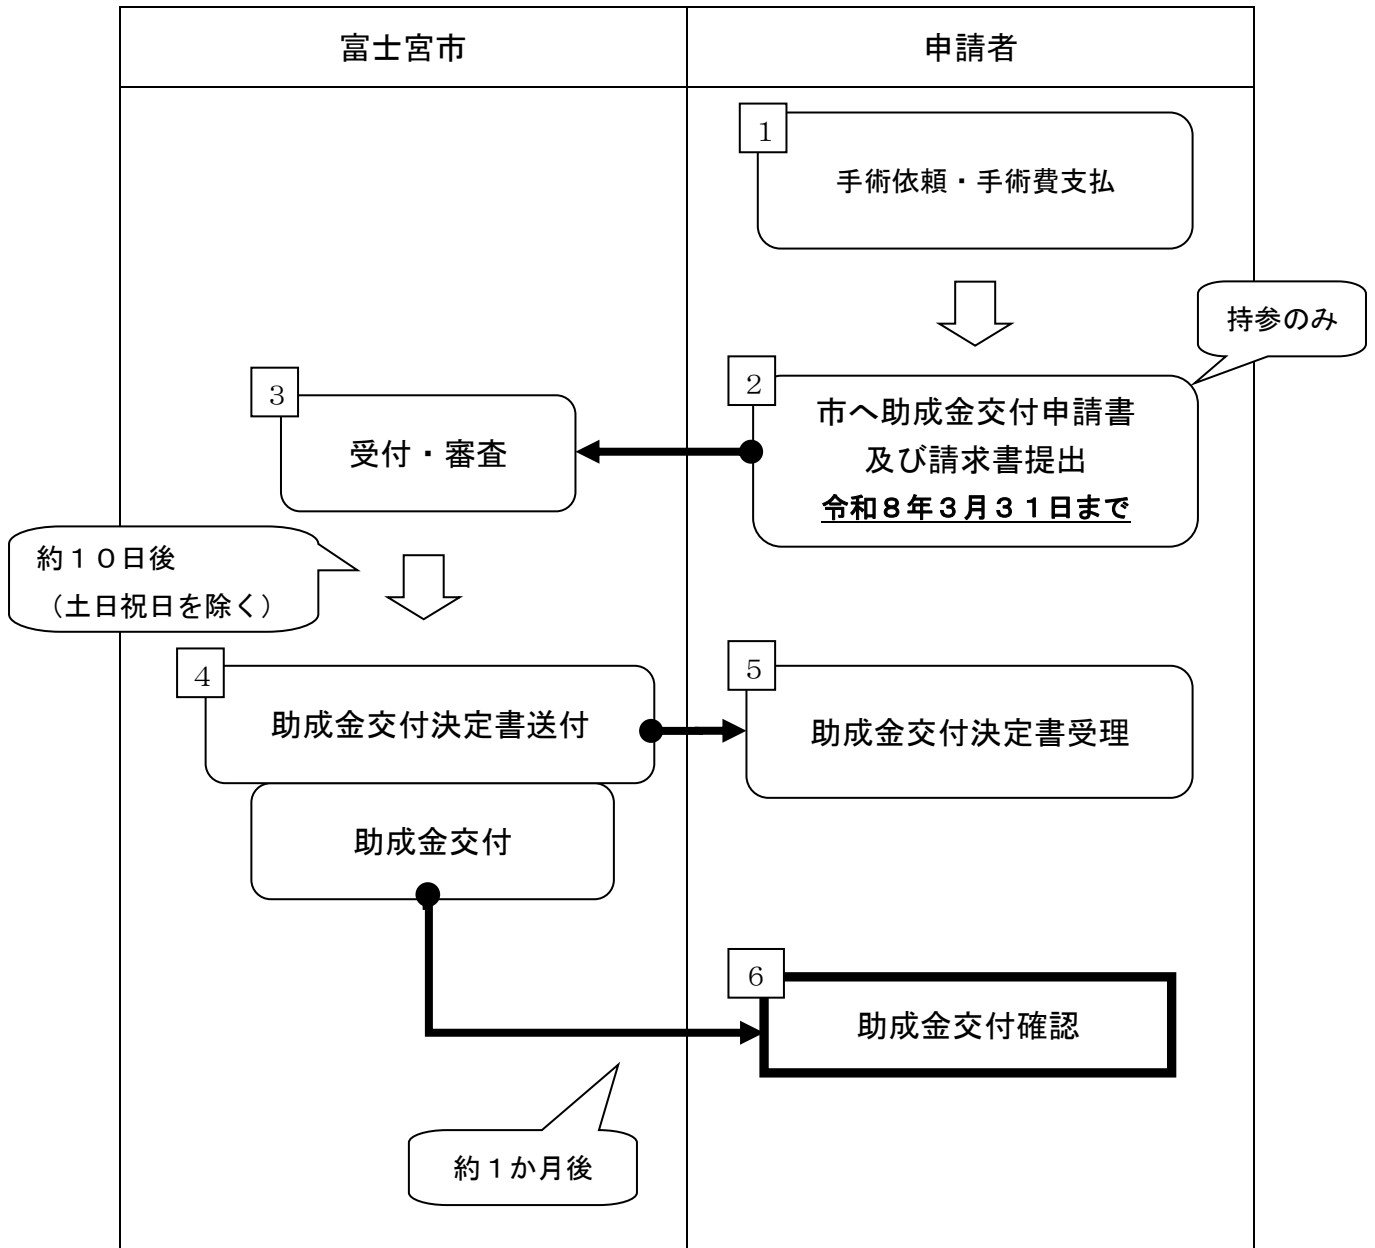 富士宮市
申請者
1
手術依頼・手術費支払
持参のみ
2
市へ助成金交付申請書
及び請求書提出
令和８年３月３１日まで
3
受付・審査
約１０日後
（土日祝日を除く）
4
助成金交付決定書送付
5
助成金交付決定書受理
助成金交付
6
助成金交付確認
約１か月後